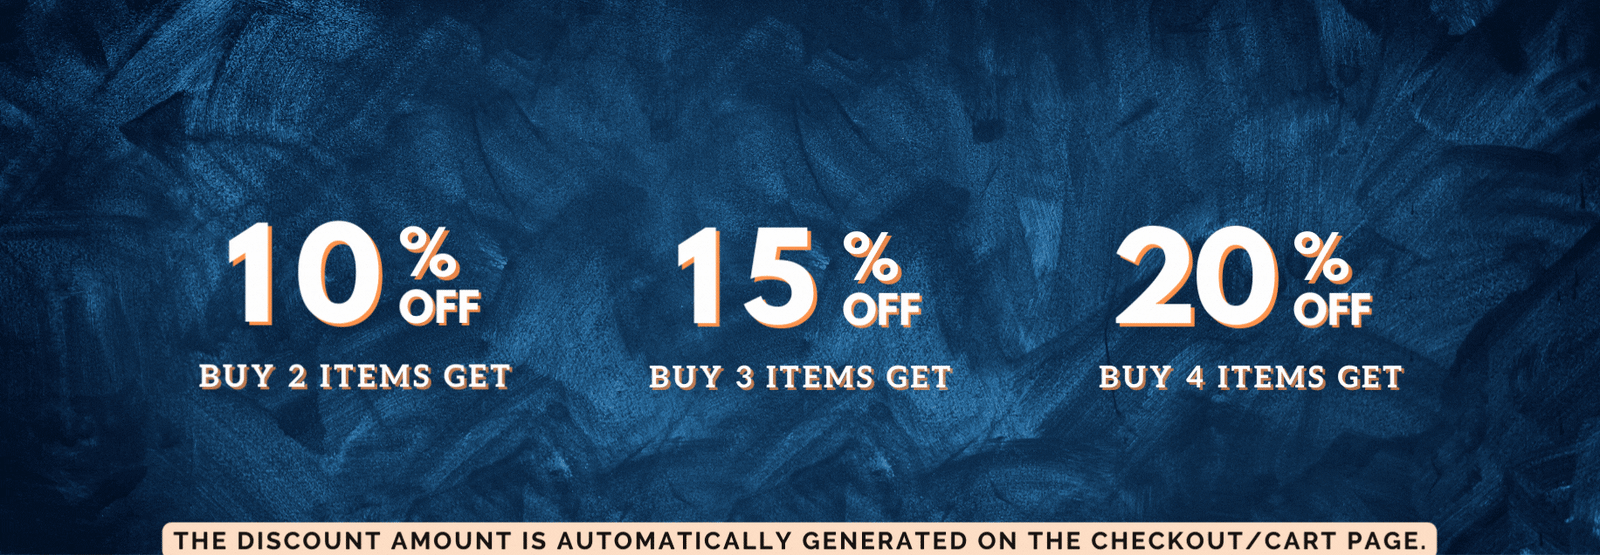 10 % OFF
BUY 2 ITEMS GET
15 % OFF
BUY 3 ITEMS GET
20 % OFF
BUY 4 ITEMS GET
THE DISCOUNT AMOUNT IS AUTOMATICALLY GENERATED ON THE CHECKOUT/CART PAGE.